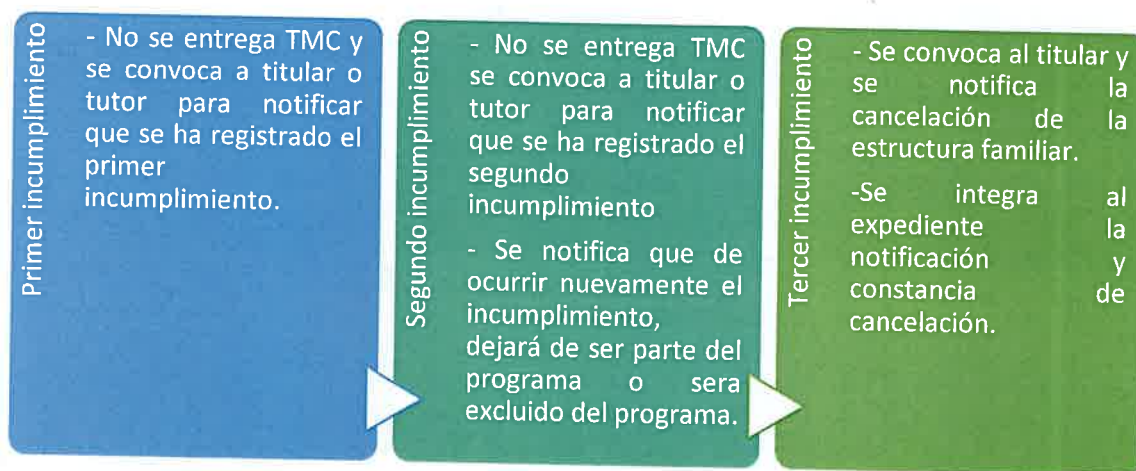 Primer incumplimiento
- No se entrega TMC y
se convoca a titular o
tutor para notificar
que se ha registrado el
primer
incumplimiento.
Segundo incumplimiento
- No se entrega TMC
se convoca a titular o
tutor para notificar
que se ha registrado el
segundo
incumplimiento
- Se notifica que de
ocurrir nuevamente el
incumplimiento,
dejará de ser parte del
programa o sera
excluido del programa.
Tercer incumplimiento
- Se convoca al titular y
se notifica la
cancelación de la
estructura familiar.
-Se integra al
expediente la
notificación y
constancia de
cancelación.